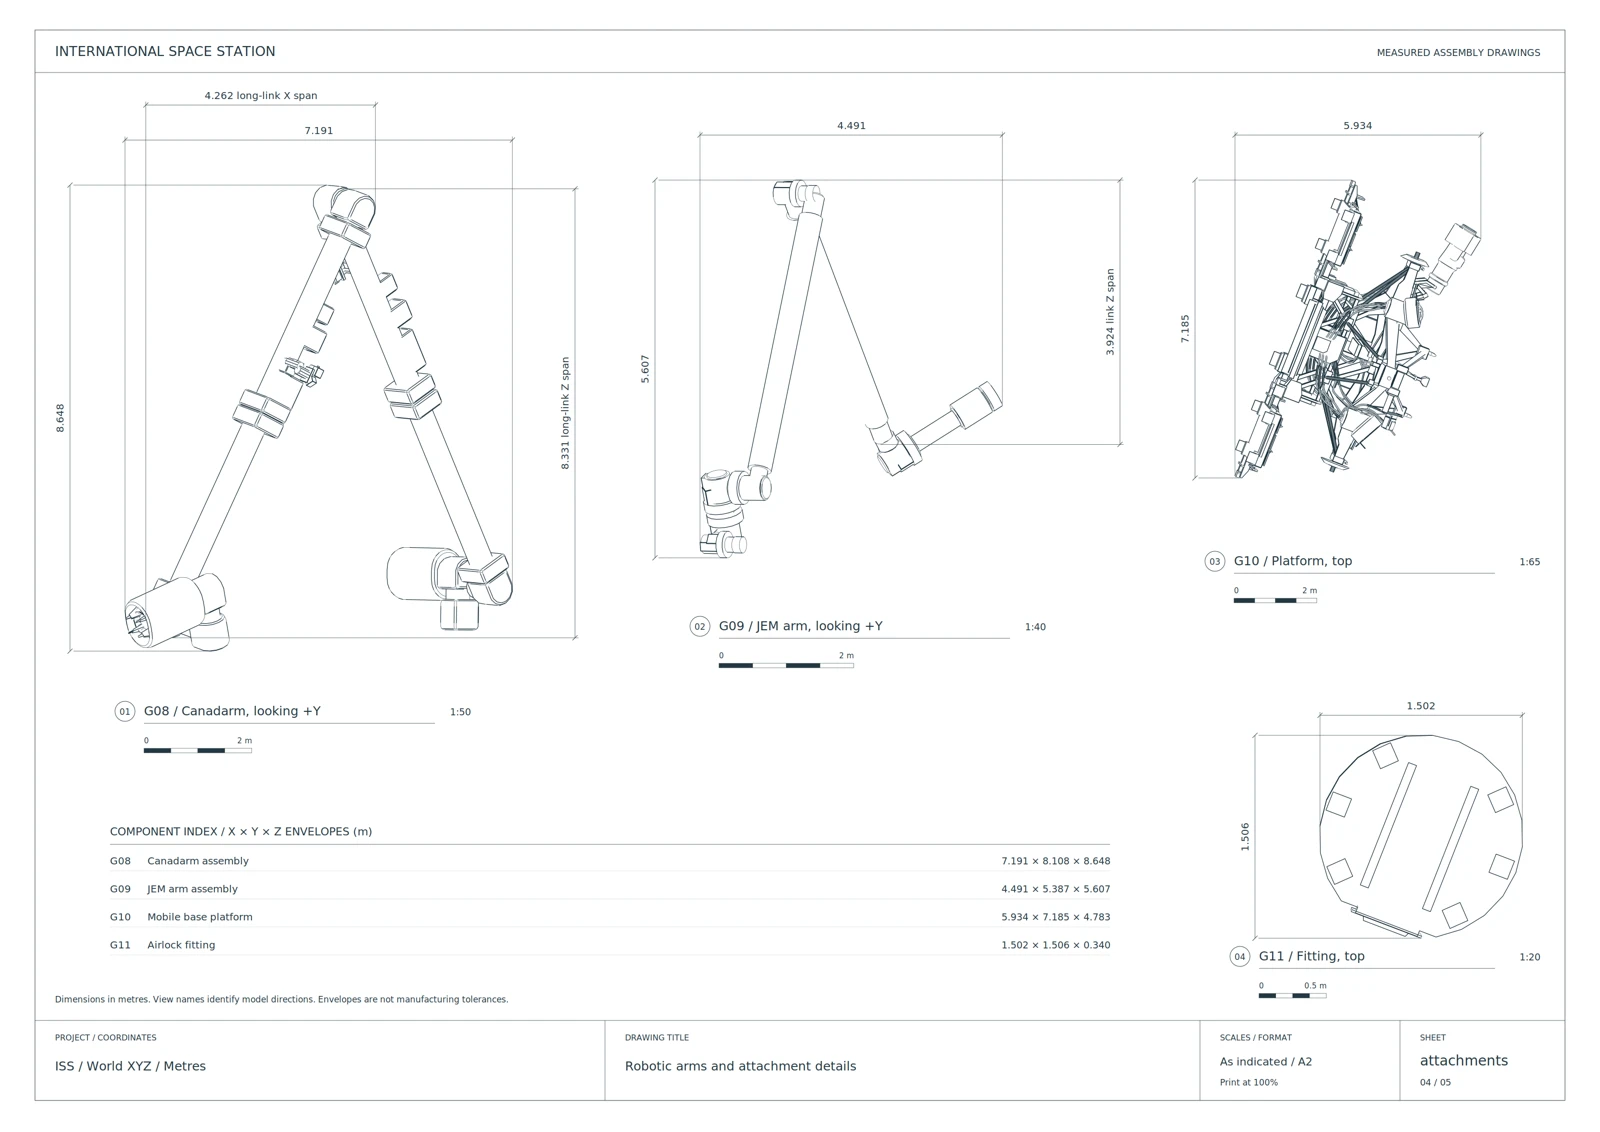 INTERNATIONAL SPACE STATION
MEASURED ASSEMBLY DRAWINGS
4.262 long-link X span
7.191
8.648
8.331 long-link Z span
01 G08 / Canadarm, looking +Y 1:50
0 2 m
4.491
5.607
3.924 link Z span
02 G09 / JEM arm, looking +Y 1:40
0 2 m
5.934
7.185
03 G10 / Platform, top 1:65
0 2 m
1.502
1.506
04 G11 / Fitting, top 1:20
0 0.5 m
COMPONENT INDEX / X × Y × Z ENVELOPES (m)
G08 Canadarm assembly 7.191 × 8.108 × 8.648
G09 JEM arm assembly 4.491 × 5.387 × 5.607
G10 Mobile base platform 5.934 × 7.185 × 4.783
G11 Airlock fitting 1.502 × 1.506 × 0.340
Dimensions in metres. View names identify model directions. Envelopes are not manufacturing tolerances.
PROJECT / COORDINATES
ISS / World XYZ / Metres
DRAWING TITLE
Robotic arms and attachment details
SCALES / FORMAT
As indicated / A2
Print at 100%
SHEET
attachments
04 / 05